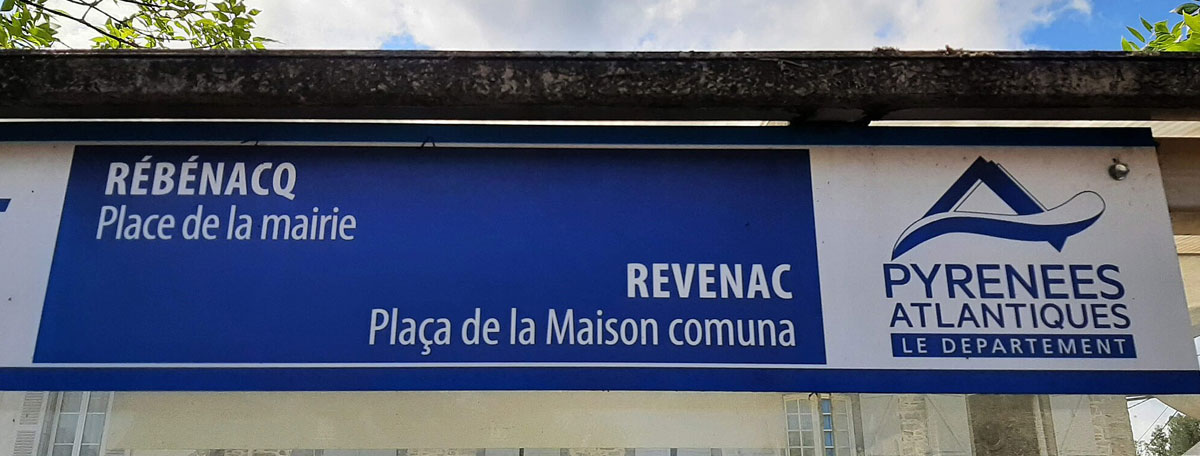 RÉBÉNACQ
Place de la mairie
REVENAC
Plaça de la Maison comuna
PYRENEES
ATLANTIQUES
LE DEPARTEMENT